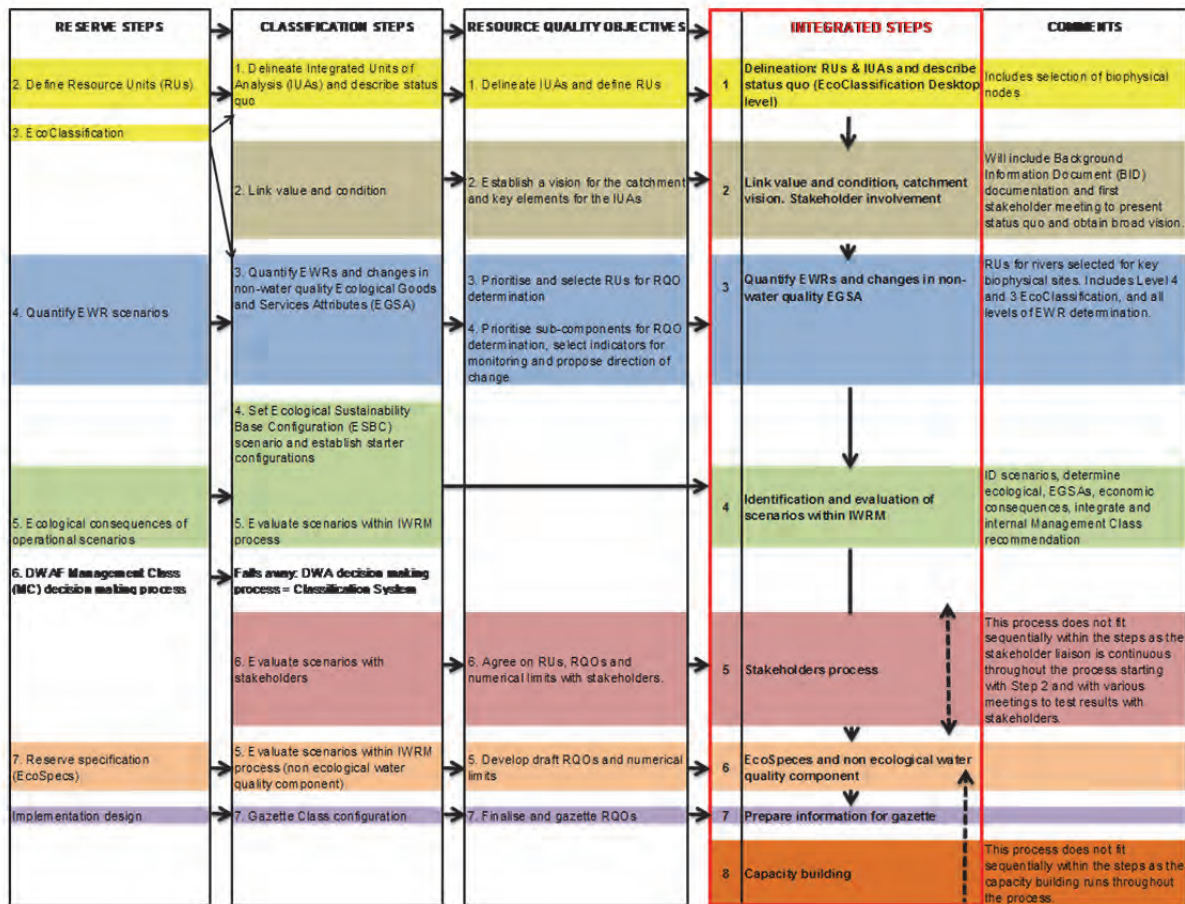 RESERVE STEPS
CLASSIFICATION STEPS
RESOURCE QUALITY OBJECTIVES
INTEGRATED STEPS
COMMENTS
2. Define Resource Units (RUs)
1. Delineate Integrated Units of
Analysis (IUAs) and describe status
quo
1. Delineate IUAs and define RUs
1
Delineation: RUs & IUAs and describe
status quo (EcoClassification Desktop
level)
Includes selection of biophysical
nodes
3. EcoClassification
2. Link value and condition
2. Establish a vision for the catchment
and key elements for the IUAs
2
Link value and condition, catchment
vision. Stakeholder involvement
Will include Background
Information Document (BID)
documentation and first
stakeholder meeting to present
status quo and obtain broad vision.
4. Quantify EWR scenarios
3. Quantify EWRs and changes in
non-water quality Ecological Goods
and Services Attributes (EGSA)
3. Prioritise and selecte RUs for RQO
determination
4. Prioritise sub-components for RQO
determination, select indicators for
monitoring and propose direction of
change
3
Quantify EWRs and changes in non-
water quality EGSA
RUs for rivers selected for key
biophysical sites. Includes Level 4
and 3 EcoClassification, and all
levels of EWR determination.
4. Set Ecological Sustainability
Base Configuration (ESBC)
scenario and establish starter
configurations
5. Ecological consequences of
operational scenarios
5. Evaluate scenarios within IWRM
process
4
Identification and evaluation of
scenarios within IWRM
ID scenarios, determine
ecological, EGSAs, economic
consequences, integrate and
internal Management Class
recommendation
6. DWAF Management Class
(MC) decision making process
Falls away: DWA decision making
process = Classification System
6. Evaluate scenarios with
stakeholders
6. Agree on RUs, RQOs and
numerical limits with stakeholders.
5
Stakeholders process
This process does not fit
sequentially within the steps as the
stakeholder liaison is continuous
throughout the process starting
with Step 2 and with various
meetings to test results with
stakeholders.
7. Reserve specification
(EcoSpecs)
5. Evaluate scenarios within IWRM
process (non ecological water
quality component)
5. Develop draft RQOs and numerical
limits
6
EcoSpeces and non ecological water
quality component
Implementation design
7. Gazette Class configuration
7. Finalise and gazette RQOs
7
Prepare information for gazette
8
Capacity building
This process does not fit
sequentially within the steps as the
capacity building runs throughout
the process.